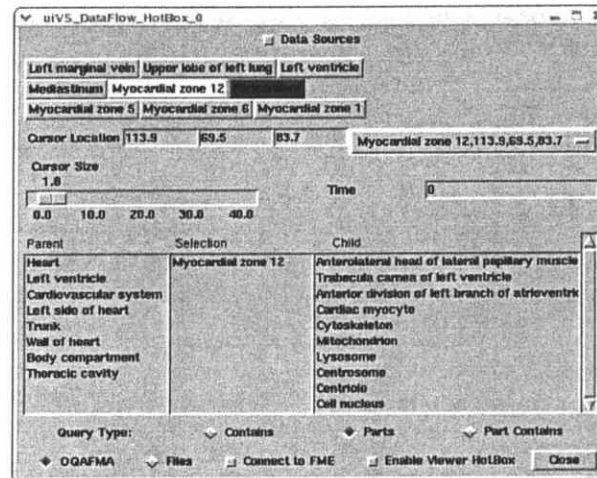 uiVS_DataFlow_HotBox_0
Data Sources
Left marginal vein Upper lobe of left lung Left ventricle
Mediastinum Myocardial zone 12
Myocardial zone 5 Myocardial zone 6 Myocardial zone 1
Cursor Location 113.9 69.5 83.7 Myocardial zone 12,113.9,69.5,83.7
Cursor Size
1.8
Time 0
0.0 10.0 20.0 30.0 40.0
Parent Selection Child
Heart Myocardial zone 12 Anterolateral head of lateral papillary muscle
Left ventricle Trabecula carnea of left ventricle
Cardiovascular system Anterior division of left branch of atrioventrik
Left side of heart Cardiac myocyte
Trunk Cytoskeleton
Wall of heart Mitochondrion
Body compartment Lysosome
Thoracic cavity Centrosome
Centriole
Cell nucleus
Query Type: Contains Parts Part Contains
OQAFMA Files Connect to FME Enable Viewer HotBox Close